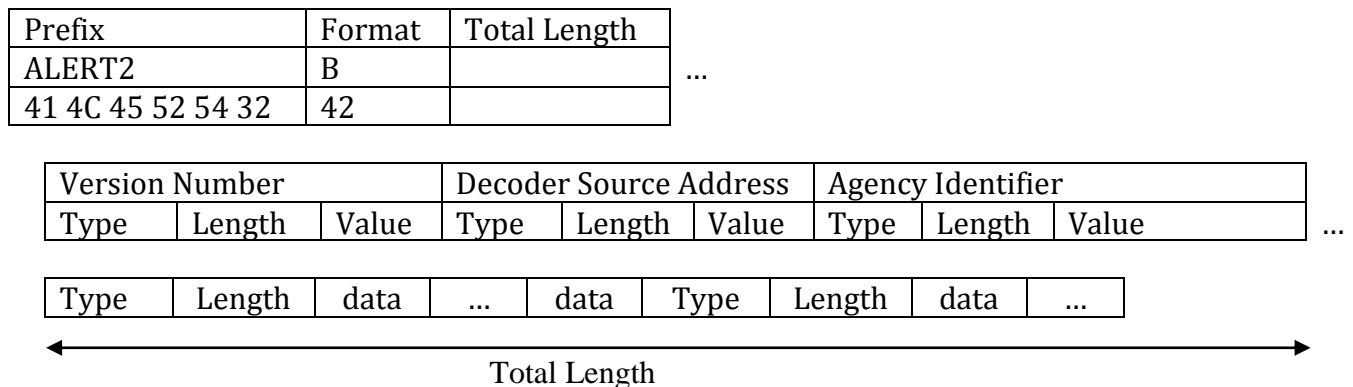 Prefix Format Total Length
ALERT2 B …
41 4C 45 52 54 32 42
Version Number Decoder Source Address Agency Identifier
Type Length Value Type Length Value Type Length Value …
Type Length data … data Type Length data …
Total Length